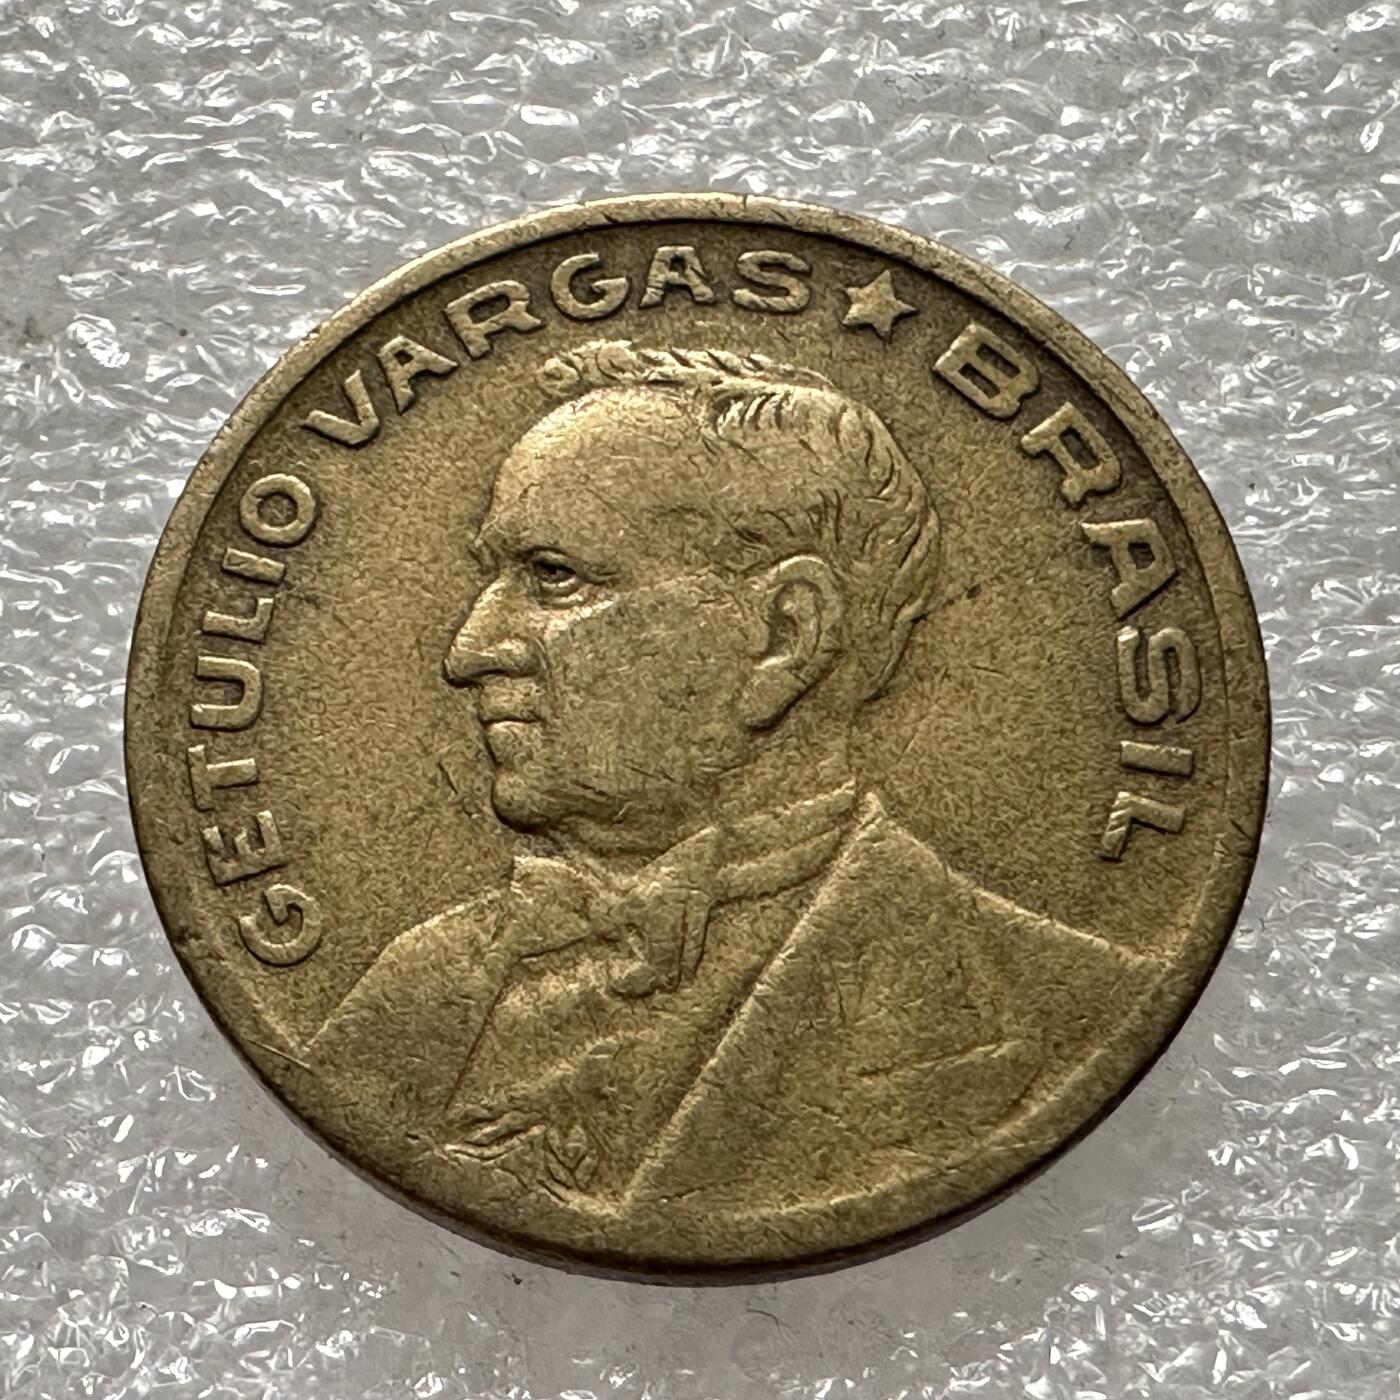 GETULIO VARGAS ★ BRASIL